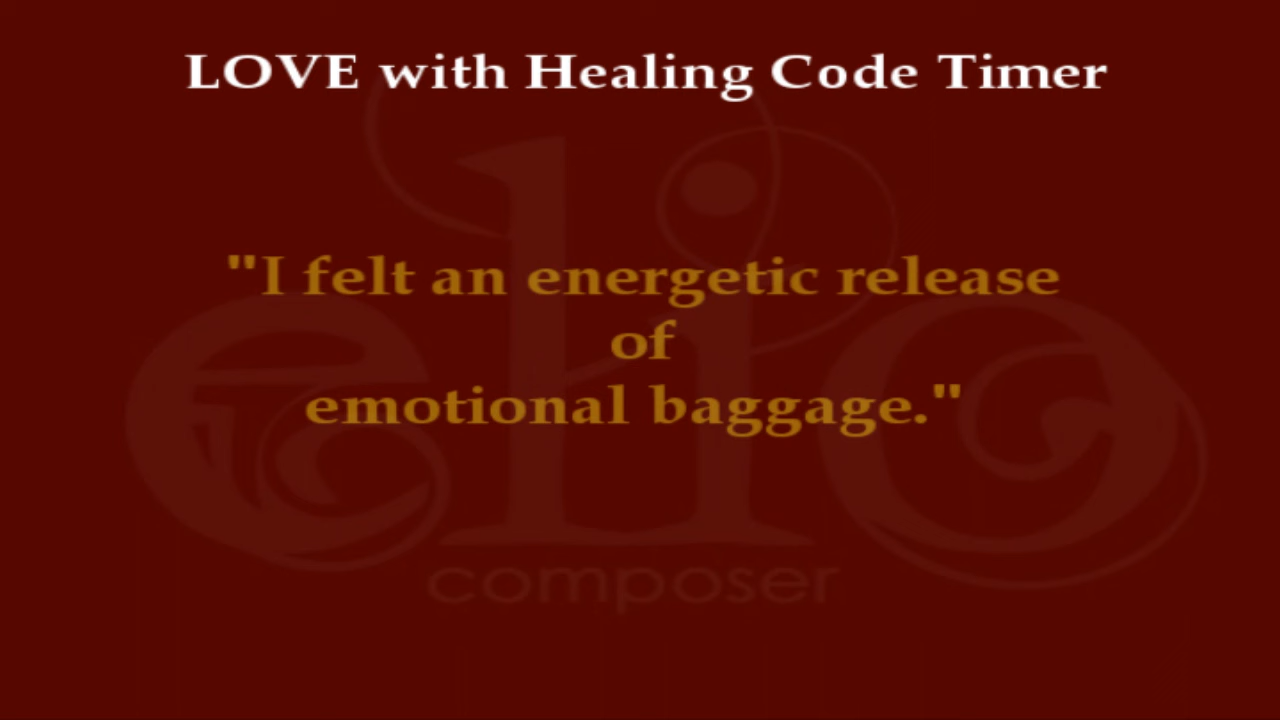 LOVE with Healing Code Timer
"I felt an energetic release
of
emotional baggage."
elio
composer